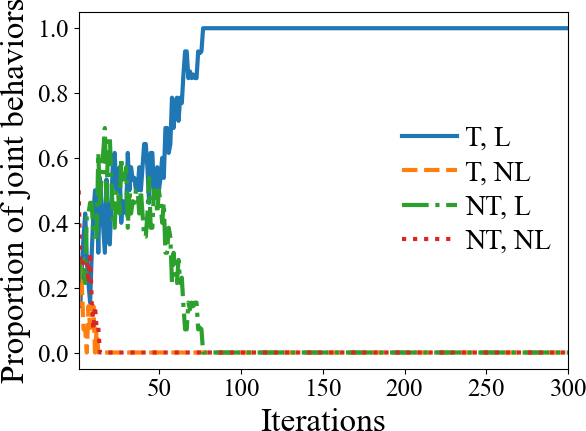 Proportion of joint behaviors
1.0
0.8
0.6
0.4
0.2
0.0
T, L
T, NL
NT, L
NT, NL
50 100 150 200 250 300
Iterations